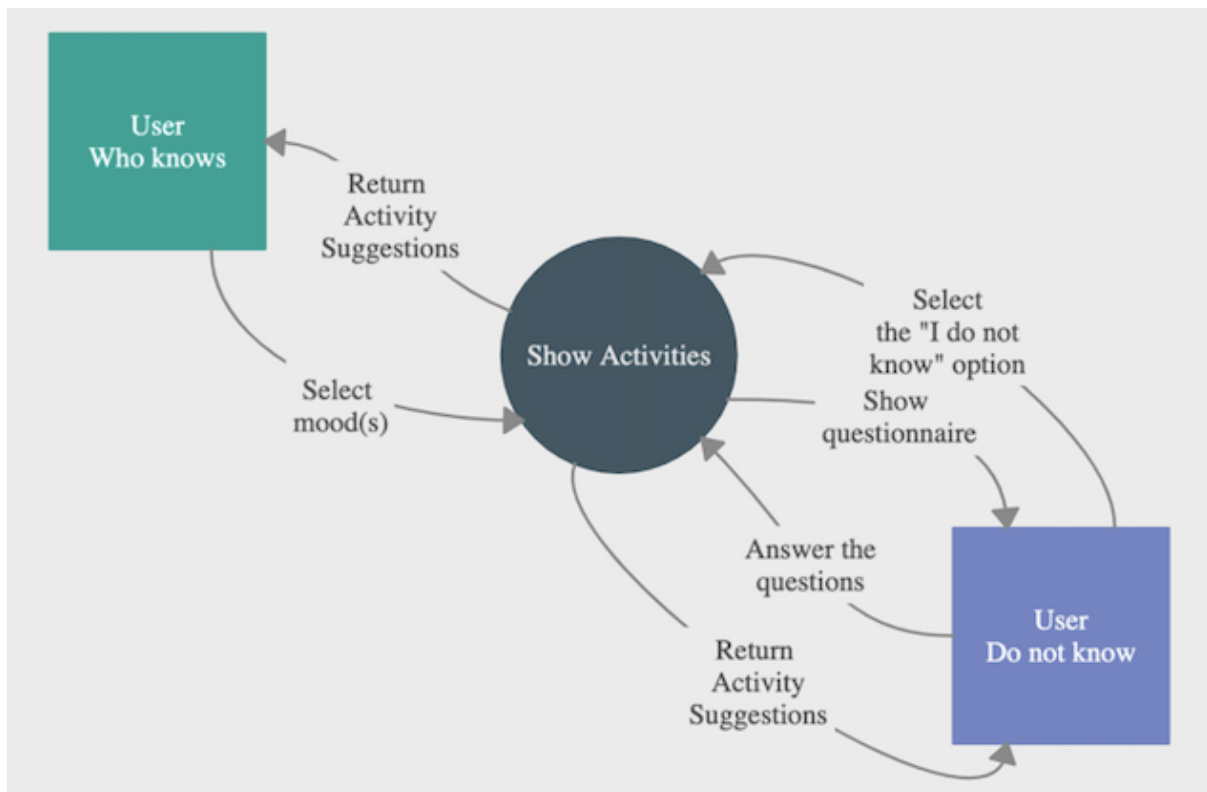 User
Who knows
Return
Activity
Suggestions
Select
mood(s)
Show Activities
Select
the "I do not
know" option
Show
questionnaire
Answer the
questions
User
Do not know
Return
Activity
Suggestions